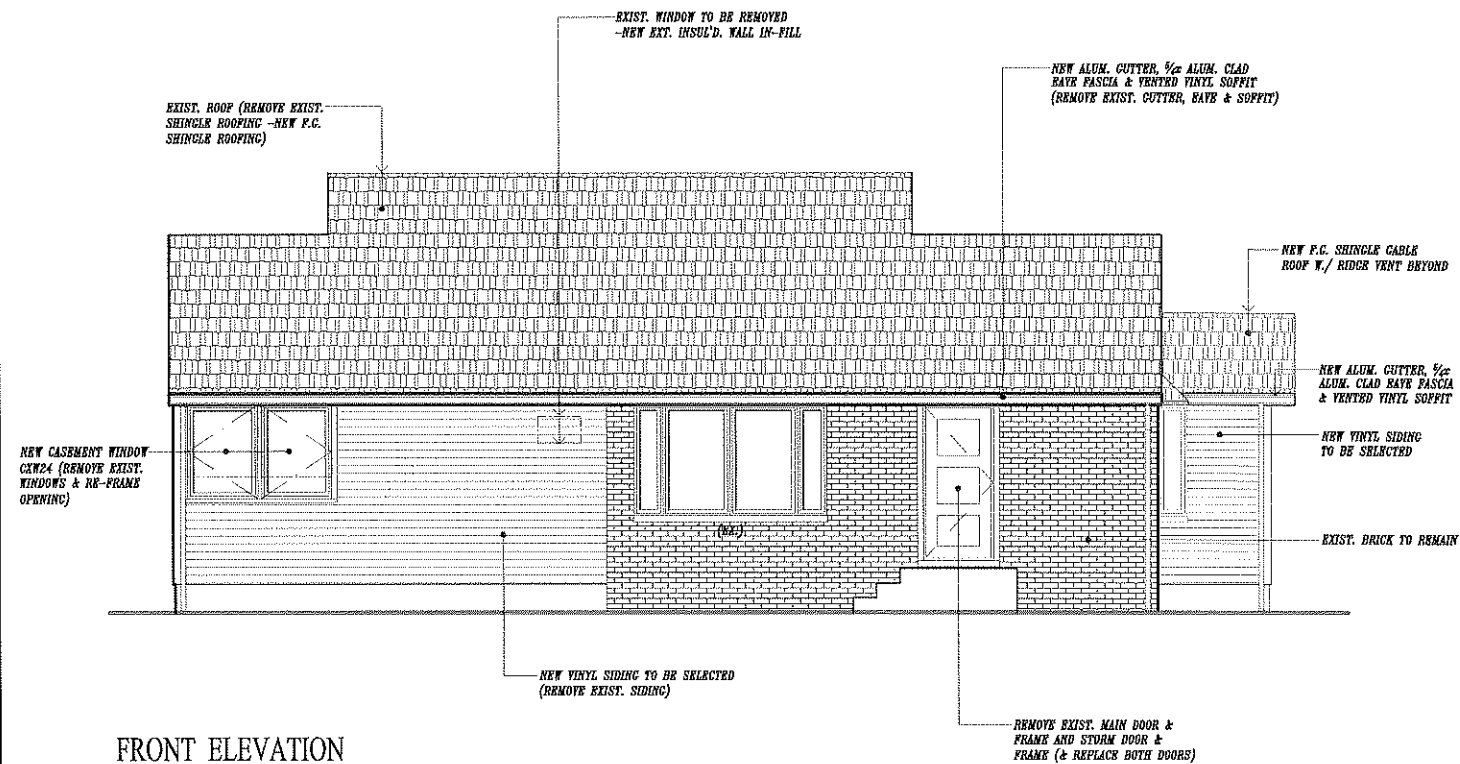 EXIST. WINDOW TO BE REMOVED
-NEW EXT. INSUL'D. WALL IN-FILL
NEW ALUM. GUTTER, 5/4x ALUM. CLAD
EAVE FASCIA & VENTED VINYL SOFFIT
(REMOVE EXIST. GUTTER, EAVE & SOFFIT)
EXIST. ROOF (REMOVE EXIST.
SHINGLE ROOFING -NEW F.G.
SHINGLE ROOFING)
NEW F.G. SHINGLE GABLE
ROOF W./ RIDGE VENT BEYOND
NEW ALUM. GUTTER, 5/4x
ALUM. CLAD EAVE FASCIA
& VENTED VINYL SOFFIT
NEW CASEMENT WINDOW
CXW24 (REMOVE EXIST.
WINDOWS & RE-FRAME
OPENING)
NEW VINYL SIDING
TO BE SELECTED
EXIST. BRICK TO REMAIN
NEW VINYL SIDING TO BE SELECTED
(REMOVE EXIST. SIDING)
REMOVE EXIST. MAIN DOOR &
FRAME AND STORM DOOR &
FRAME (& REPLACE BOTH DOORS)
FRONT ELEVATION